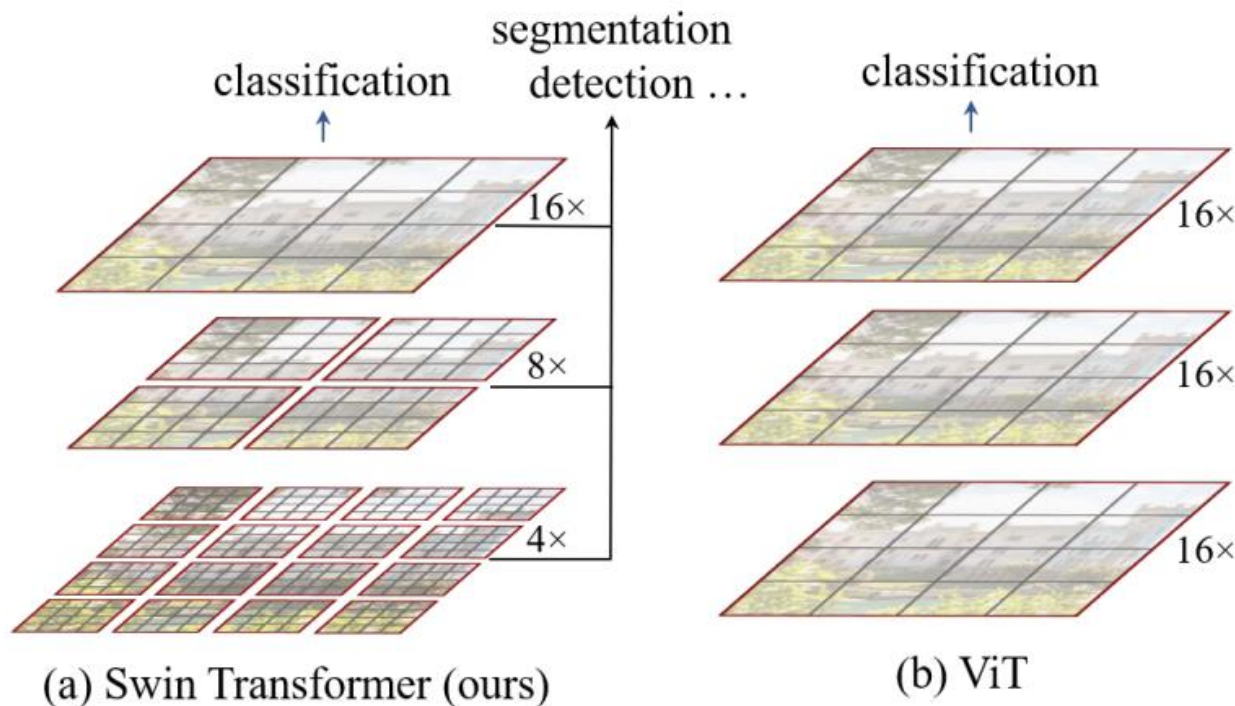 segmentation
detection ...
classification
16×
8×
4×
(a) Swin Transformer (ours)
classification
16×
16×
16×
(b) ViT